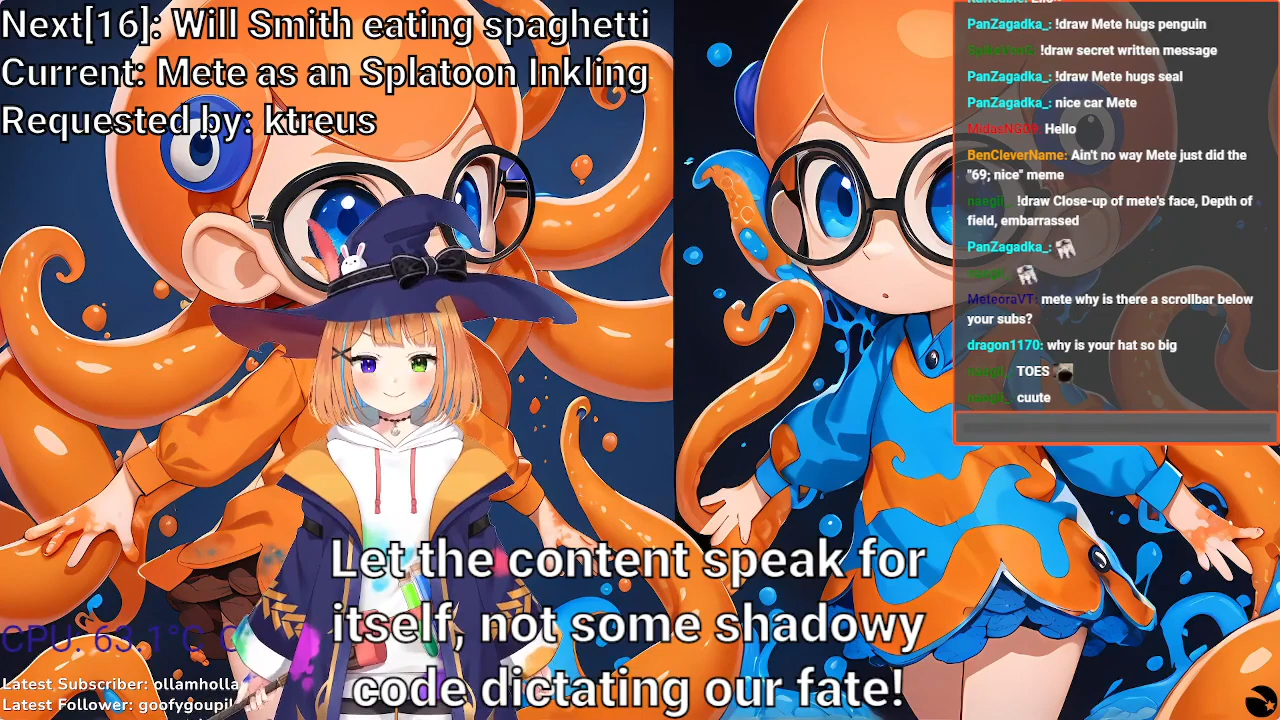 Next[16]: Will Smith eating spaghetti
Current: Mete as an Splatoon Inkling
Requested by: ktreus
PanZagadka_: !draw Mete hugs penguin
!draw secret written message
PanZagadka_: !draw Mete hugs seal
PanZagadka_: nice car Mete
Hello
BenCleverName: Ain't no way Mete just did the
"69; nice" meme
naegii_: !draw Close-up of mete's face, Depth of
field, embarrassed
PanZagadka_:
MeteoraVT: mete why is there a scrollbar below
your subs?
dragon1170: why is your hat so big
TOES
cuute
Let the content speak for
itself, not some shadowy
code dictating our fate!
CPU: 63.1°C
Latest Subscriber: ollamholla
Latest Follower: goofygoupil